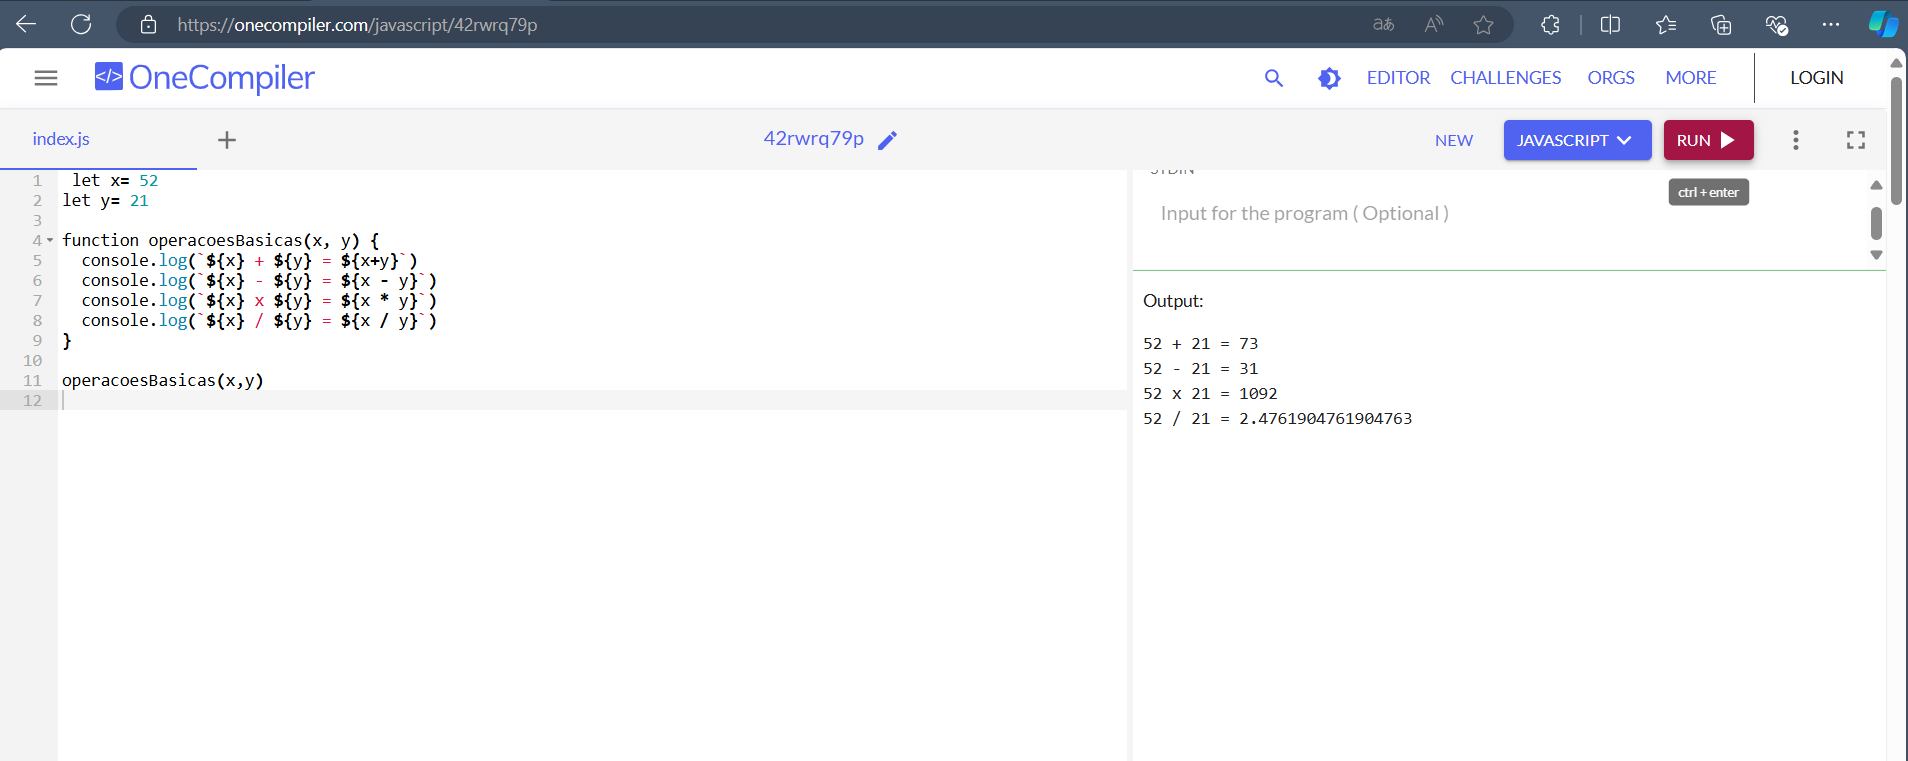 https://onecompiler.com/javascript/42rwrq79p
</> OneCompiler EDITOR CHALLENGES ORGS MORE LOGIN
index.js + 42rwrq79p NEW JAVASCRIPT RUN
ctrl + enter
1 let x= 52
2 let y= 21
3
4 function operacoesBasicas(x, y) {
5 console.log(`${x} + ${y} = ${x+y}`)
6 console.log(`${x} - ${y} = ${x - y}`)
7 console.log(`${x} x ${y} = ${x * y}`)
8 console.log(`${x} / ${y} = ${x / y}`)
9 }
10
11 operacoesBasicas(x,y)
12
STDIN
Input for the program ( Optional )
Output:
52 + 21 = 73
52 - 21 = 31
52 x 21 = 1092
52 / 21 = 2.4761904761904763